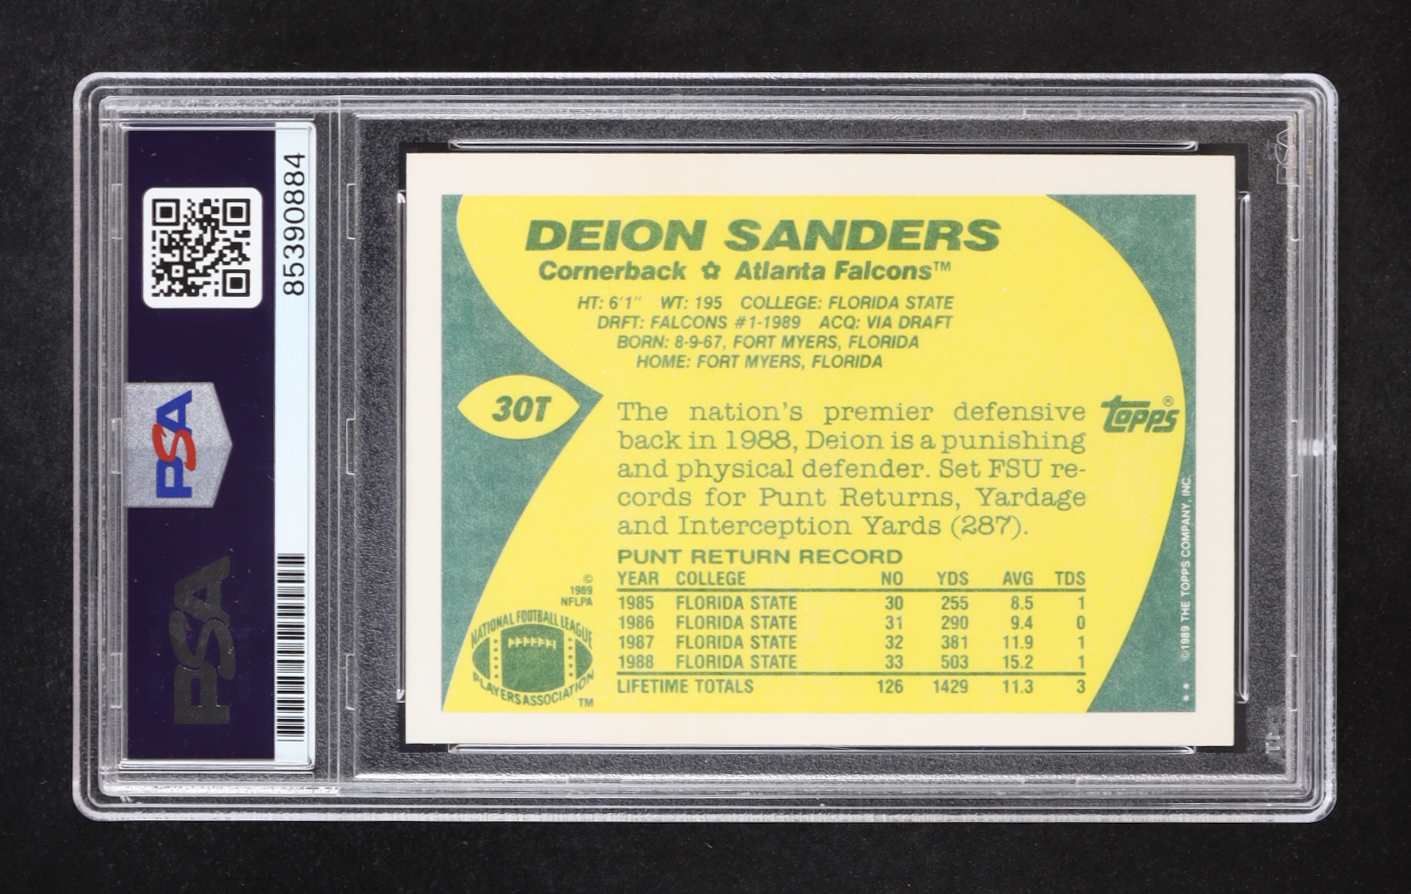 85390884
PSA
PSA
PSA
DEION SANDERS
Cornerback ✿ Atlanta Falcons™
HT: 6'1" WT: 195 COLLEGE: FLORIDA STATE
DRFT: FALCONS #1-1989 ACQ: VIA DRAFT
BORN: 8-9-67, FORT MYERS, FLORIDA
HOME: FORT MYERS, FLORIDA
30T
The nation's premier defensive
back in 1988, Deion is a punishing
and physical defender. Set FSU re-
cords for Punt Returns, Yardage
and Interception Yards (287).
topps®
PUNT RETURN RECORD
YEAR COLLEGE NO YDS AVG TDS
1985 FLORIDA STATE 30 255 8.5 1
1986 FLORIDA STATE 31 290 9.4 0
1987 FLORIDA STATE 32 381 11.9 1
1988 FLORIDA STATE 33 503 15.2 1
LIFETIME TOTALS 126 1429 11.3 3
©
1989
NFLPA
NATIONAL FOOTBALL LEAGUE
PLAYERS ASSOCIATION
TM
* * ©1989 THE TOPPS COMPANY, INC.